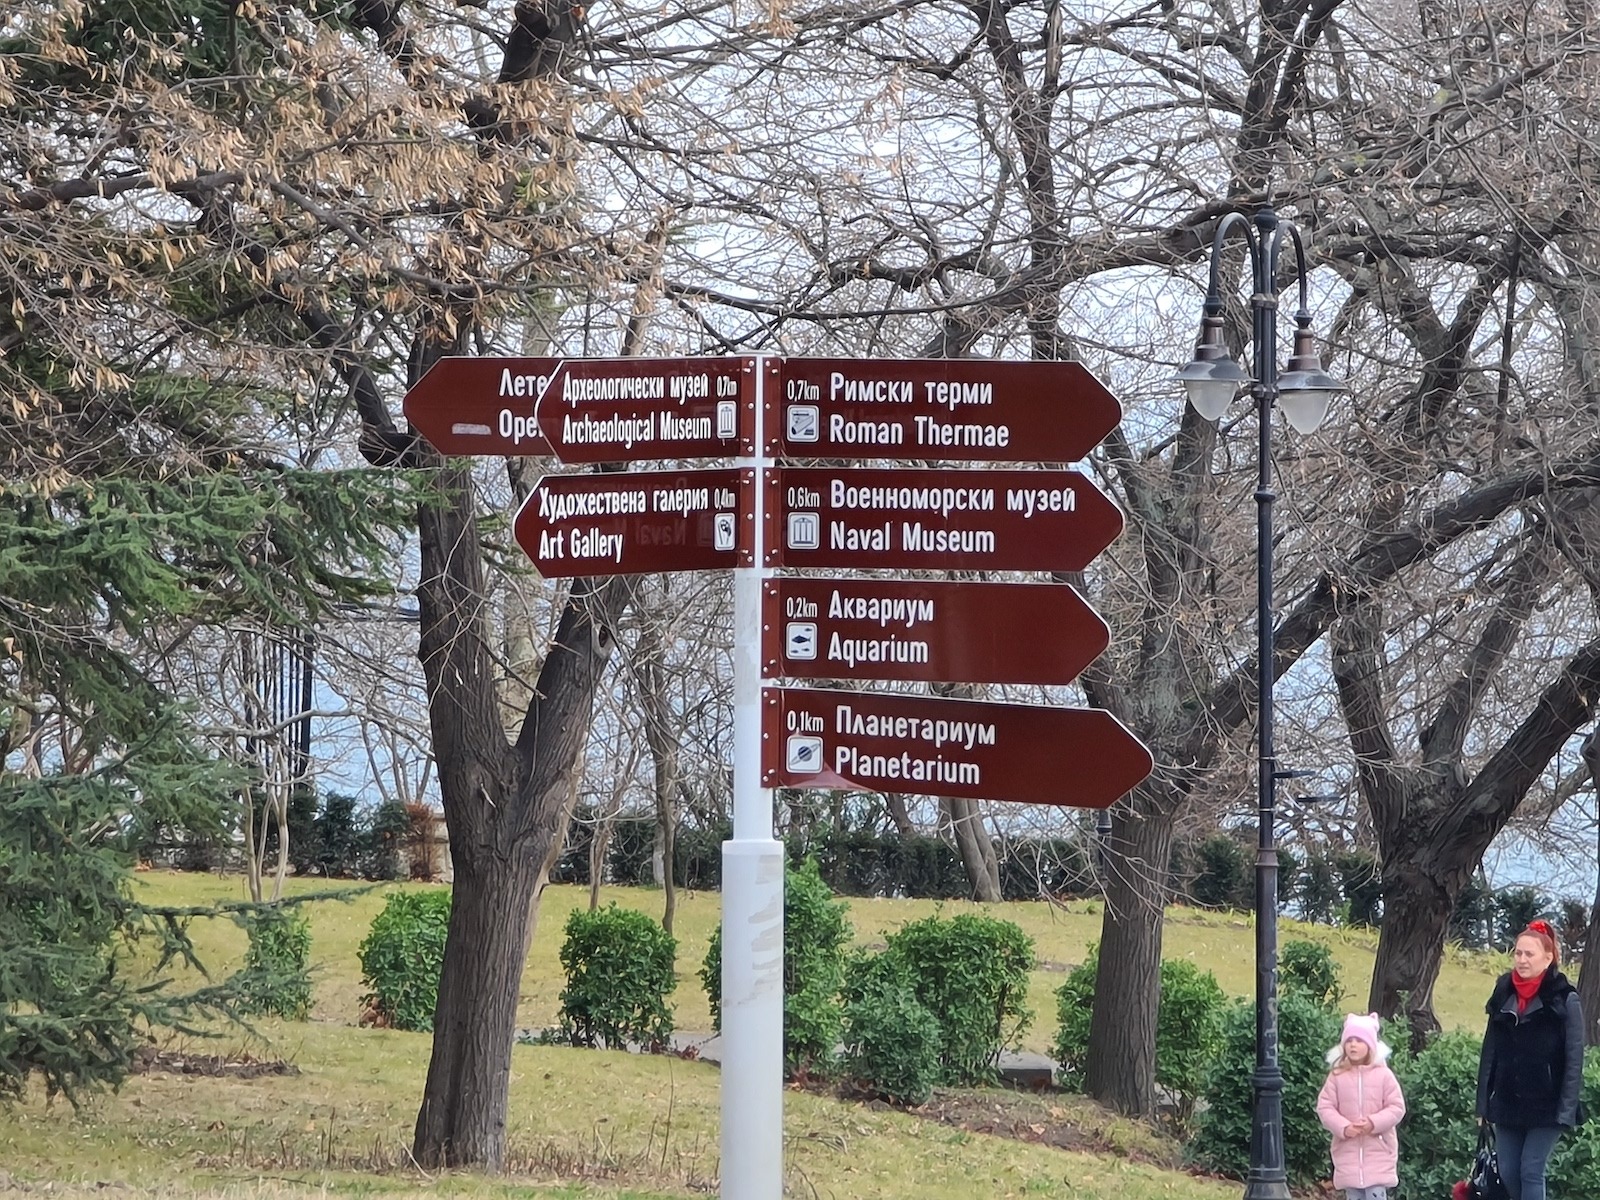 Археологически музей 0,7km
Archaeological Museum
Художествена галерия 0,4km
Art Gallery
0,7km Римски терми
Roman Thermae
0,6km Военноморски музей
Naval Museum
0,2km Аквариум
Aquarium
0,1km Планетариум
Planetarium